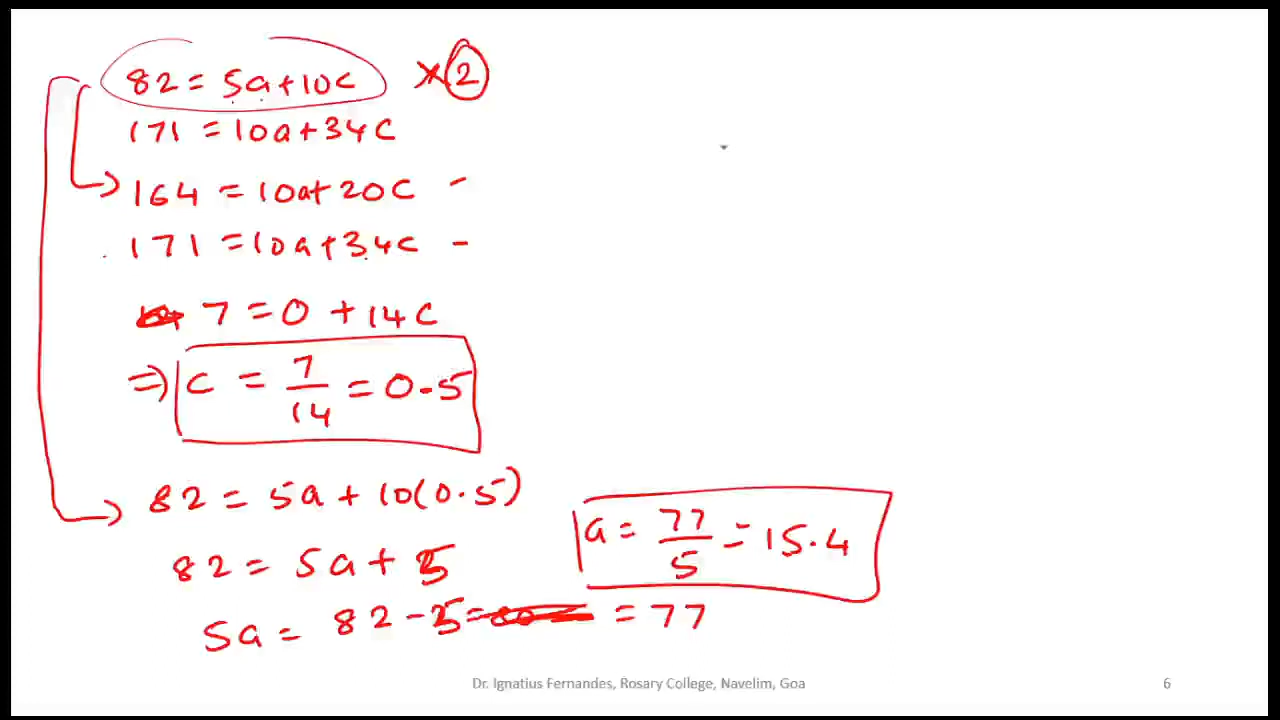 82 = 5a + 10c × 2
171 = 10a + 34c
164 = 10a + 20c -
171 = 10a + 34c -
7 = 0 + 14c
⇒ c = 7/14 = 0.5
82 = 5a + 10(0.5)
82 = 5a + 5
a = 77/5 = 15.4
5a = 82 - 5 = 77
Dr. Ignatius Fernandes, Rosary College, Navelim, Goa 6